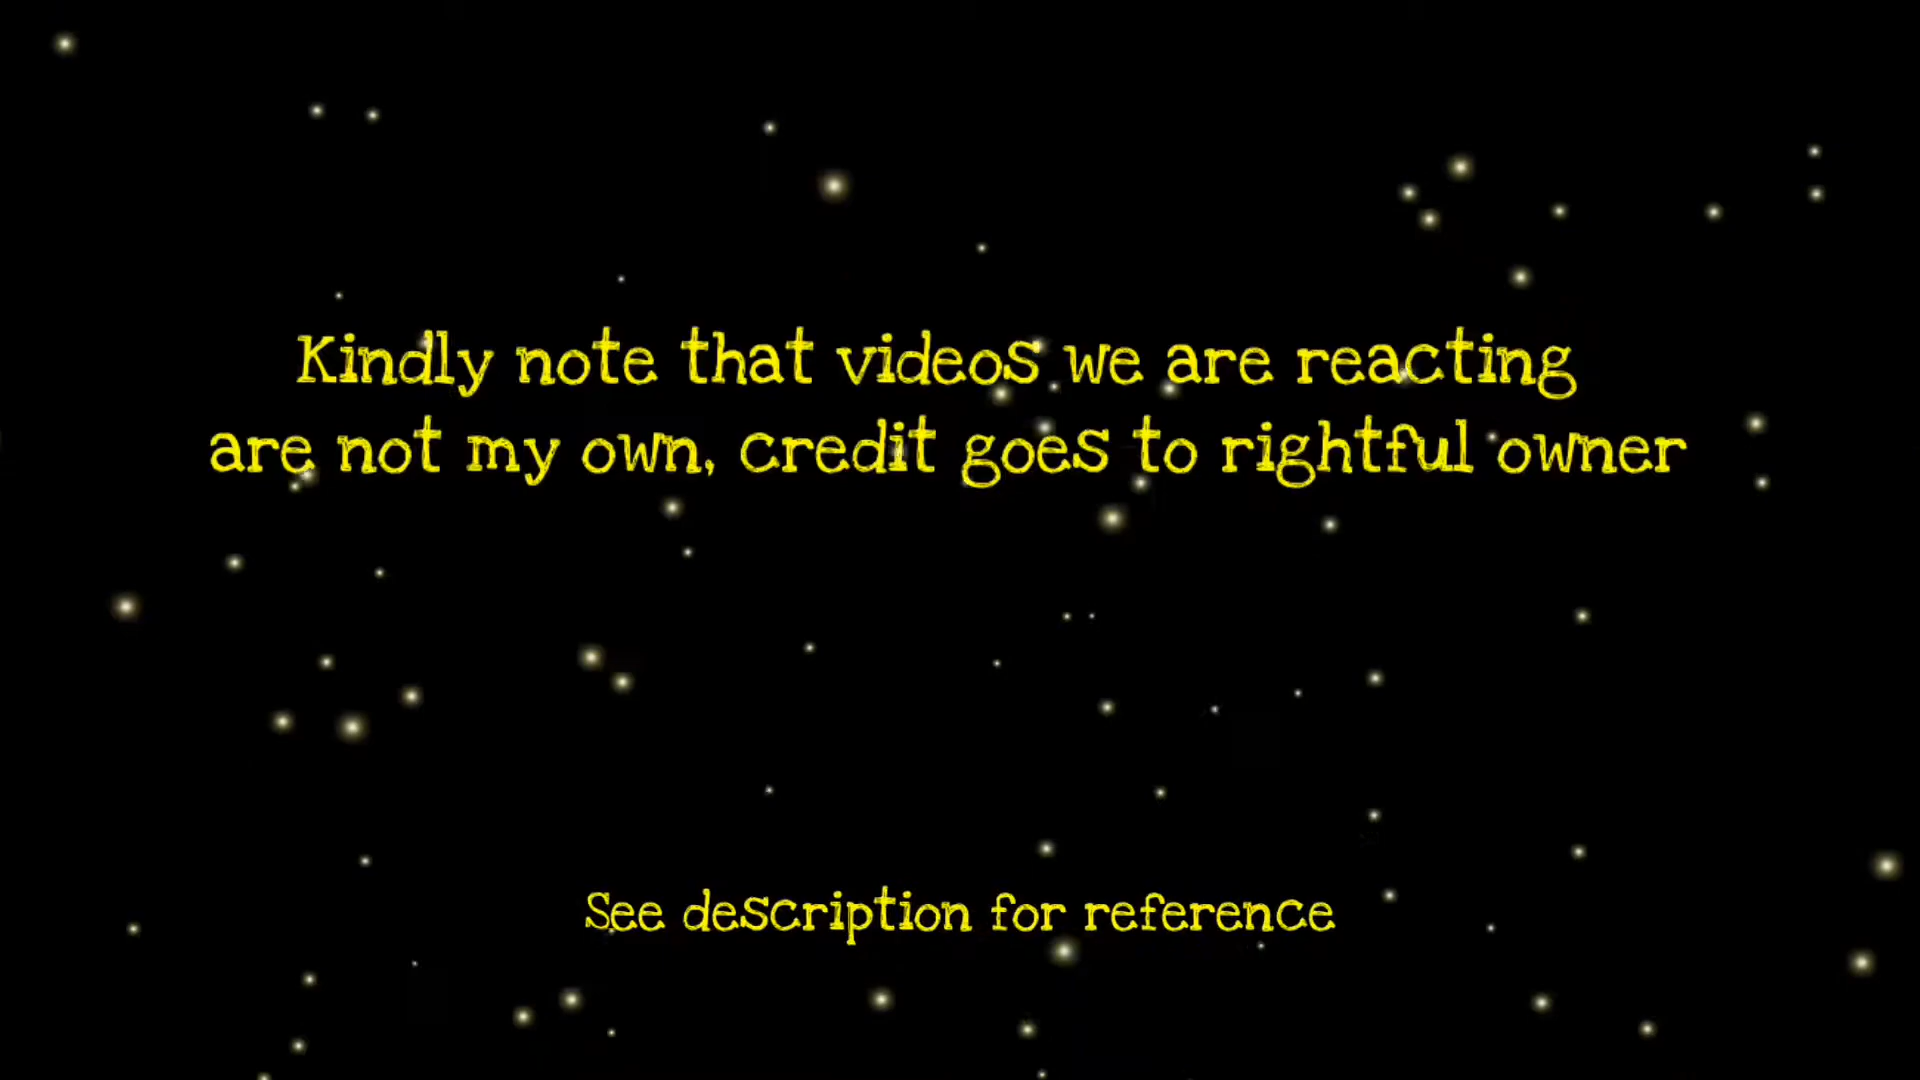 Kindly note that videos we are reacting
are not my own, credit goes to rightful owner
See description for reference